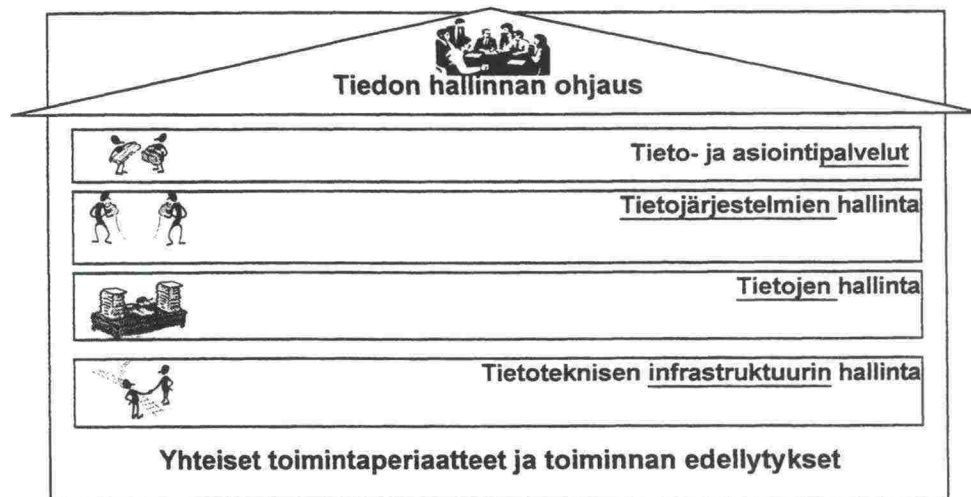 Tiedon hallinnan ohjaus
Tieto- ja asiointipalvelut
Tietojärjestelmien hallinta
Tietojen hallinta
Tietoteknisen infrastruktuurin hallinta
Yhteiset toimintaperiaatteet ja toiminnan edellytykset